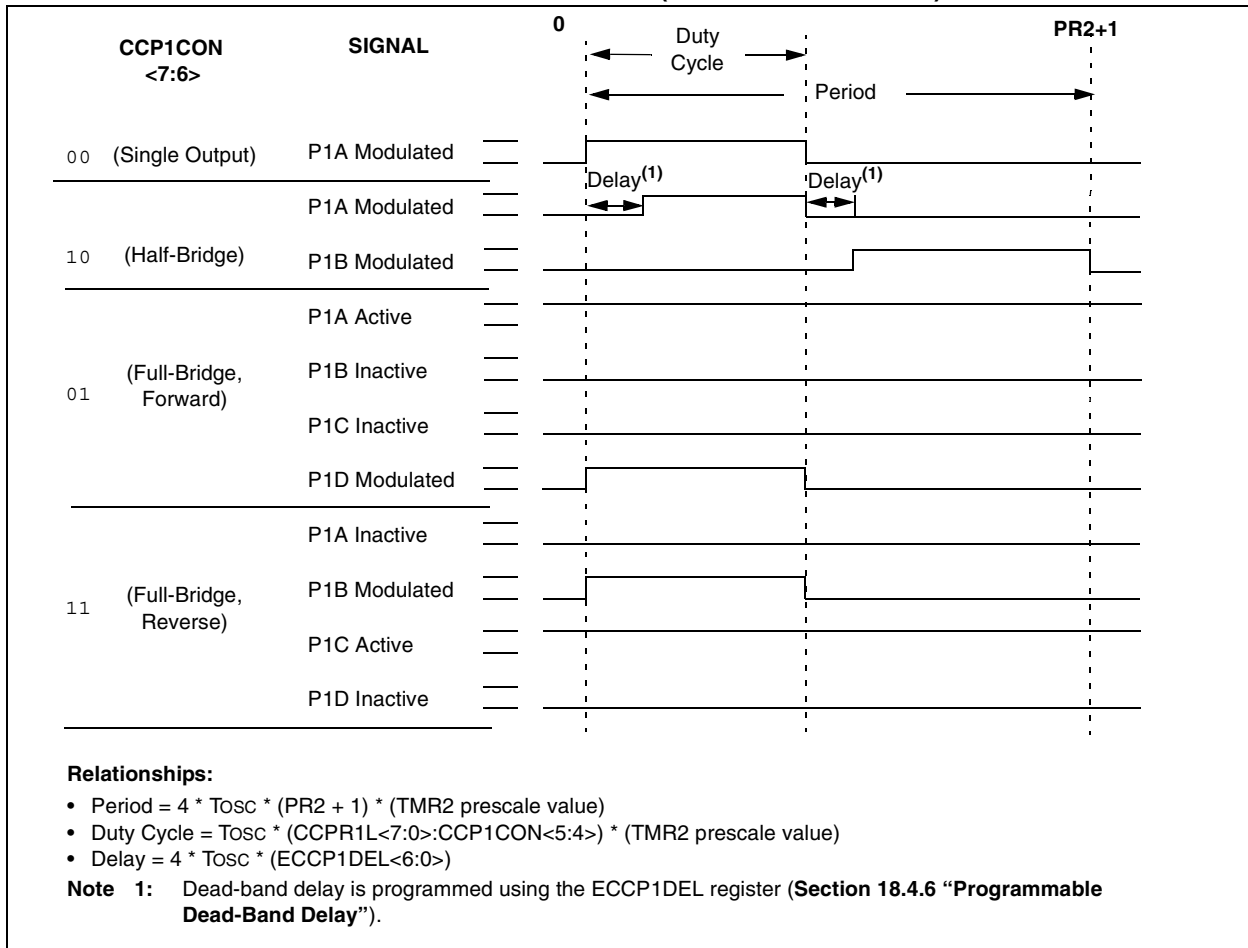 0
PR2+1
CCP1CON
<7:6>
SIGNAL
Duty
Cycle
Period
00 (Single Output) P1A Modulated
Delay(1) Delay(1)
P1A Modulated
10 (Half-Bridge) P1B Modulated
P1A Active
P1B Inactive
01 (Full-Bridge,
Forward)
P1C Inactive
P1D Modulated
P1A Inactive
P1B Modulated
11 (Full-Bridge,
Reverse)
P1C Active
P1D Inactive
Relationships:
• Period = 4 * TOSC * (PR2 + 1) * (TMR2 prescale value)
• Duty Cycle = TOSC * (CCPR1L<7:0>:CCP1CON<5:4>) * (TMR2 prescale value)
• Delay = 4 * TOSC * (ECCP1DEL<6:0>)
Note 1: Dead-band delay is programmed using the ECCP1DEL register (Section 18.4.6 “Programmable
Dead-Band Delay”).